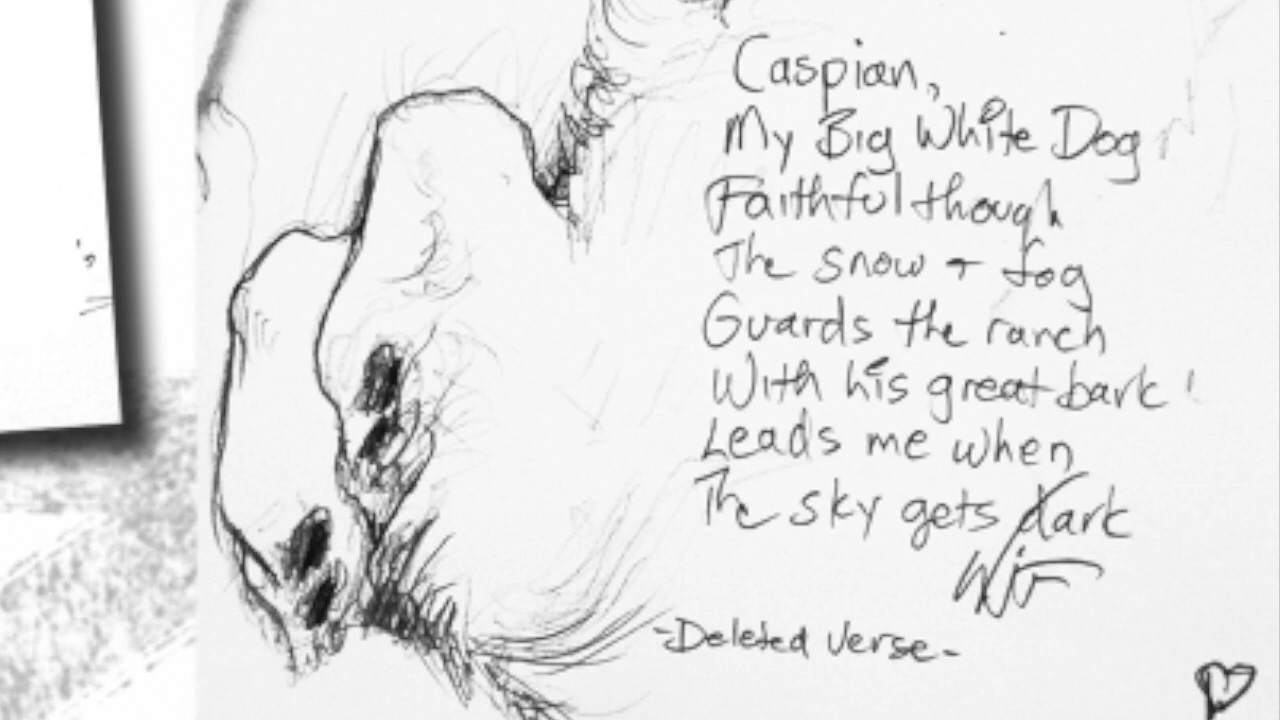 Caspian,
My Big White Dog
Faithful though
The snow + fog
Guards the ranch
With his great bark
Leads me when
The sky gets dark
-Deleted Verse-